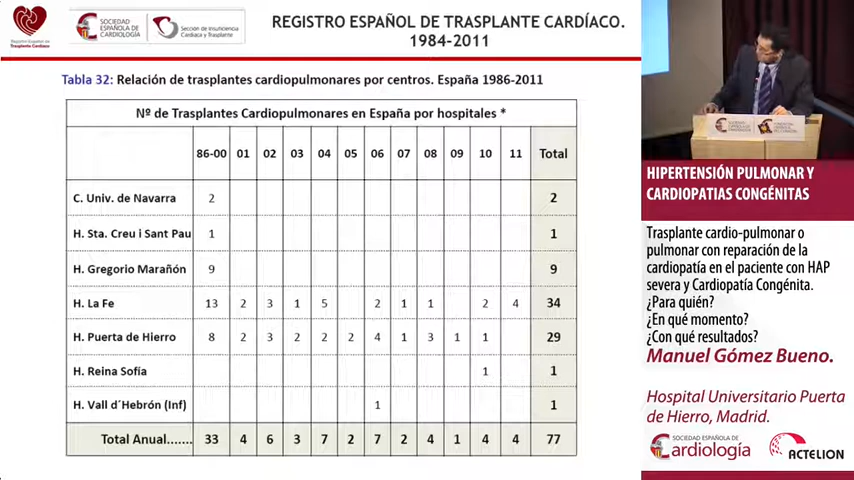 Registro Español de
Trasplante Cardíaco
SOCIEDAD
ESPAÑOLA DE
CARDIOLOGÍA
Sección de Insuficiencia
Cardiaca y Trasplante
REGISTRO ESPAÑOL DE TRASPLANTE CARDÍACO.
1984-2011
Tabla 32: Relación de trasplantes cardiopulmonares por centros. España 1986-2011
Nº de Trasplantes Cardiopulmonares en España por hospitales *
86-00 01 02 03 04 05 06 07 08 09 10 11 Total
C. Univ. de Navarra 2 2
H. Sta. Creu i Sant Pau 1 1
H. Gregorio Marañón 9 9
H. La Fe 13 2 3 1 5 2 1 1 2 4 34
H. Puerta de Hierro 8 2 3 2 2 2 4 1 3 1 1 29
H. Reina Sofía 1 1
H. Vall d´Hebrón (Inf) 1 1
Total Anual....... 33 4 6 3 7 2 7 2 4 1 4 4 77
HIPERTENSIÓN PULMONAR Y
CARDIOPATIAS CONGÉNITAS
Trasplante cardio-pulmonar o
pulmonar con reparación de la
cardiopatía en el paciente con HAP
severa y Cardiopatía Congénita.
¿Para quién?
¿En qué momento?
¿Con qué resultados?
Manuel Gómez Bueno.
Hospital Universitario Puerta
de Hierro, Madrid.
SOCIEDAD ESPAÑOLA DE
Cardiología
ACTELION